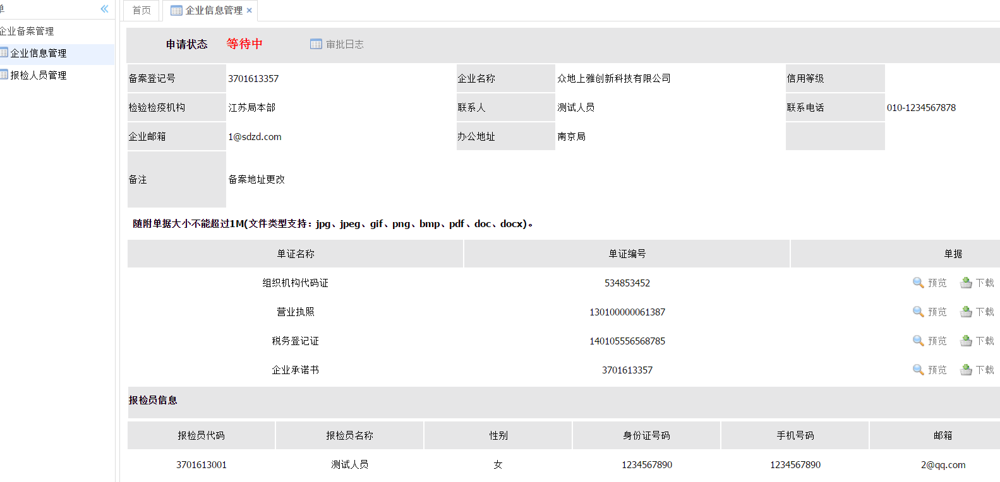 单
首页
企业信息管理
企业备案管理
企业信息管理
报检人员管理
申请状态 等待中 审批日志
备案登记号 3701613357 企业名称 众地上雅创新科技有限公司 信用等级
检验检疫机构 江苏局本部 联系人 测试人员 联系电话 010-1234567878
企业邮箱 1@sdzd.com 办公地址 南京局
备注 备案地址更改
随附单据大小不能超过1M(文件类型支持：jpg、jpeg、gif、png、bmp、pdf、doc、docx)。
单证名称 单证编号 单据
组织机构代码证 534853452 预览 下载
营业执照 130100000061387 预览 下载
税务登记证 140105556568785 预览 下载
企业承诺书 3701613357 预览 下载
报检员信息
报检员代码 报检员名称 性别 身份证号码 手机号码 邮箱
3701613001 测试人员 女 1234567890 1234567890 2@qq.com